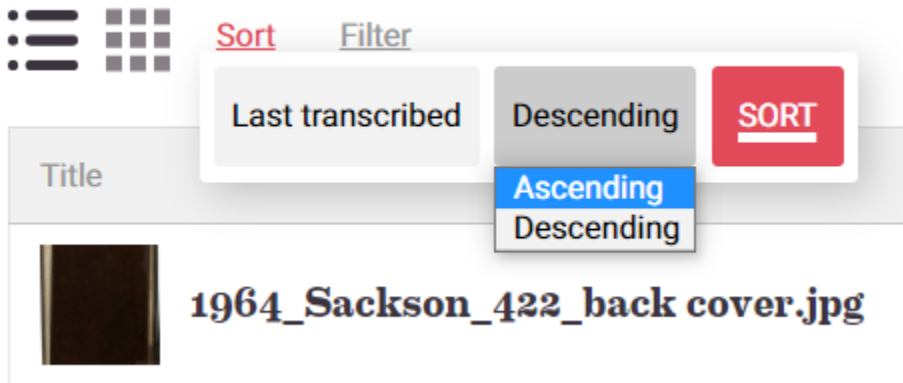 Sort Filter
Last transcribed Descending SORT
Title
Ascending
Descending
1964_Sackson_422_back cover.jpg